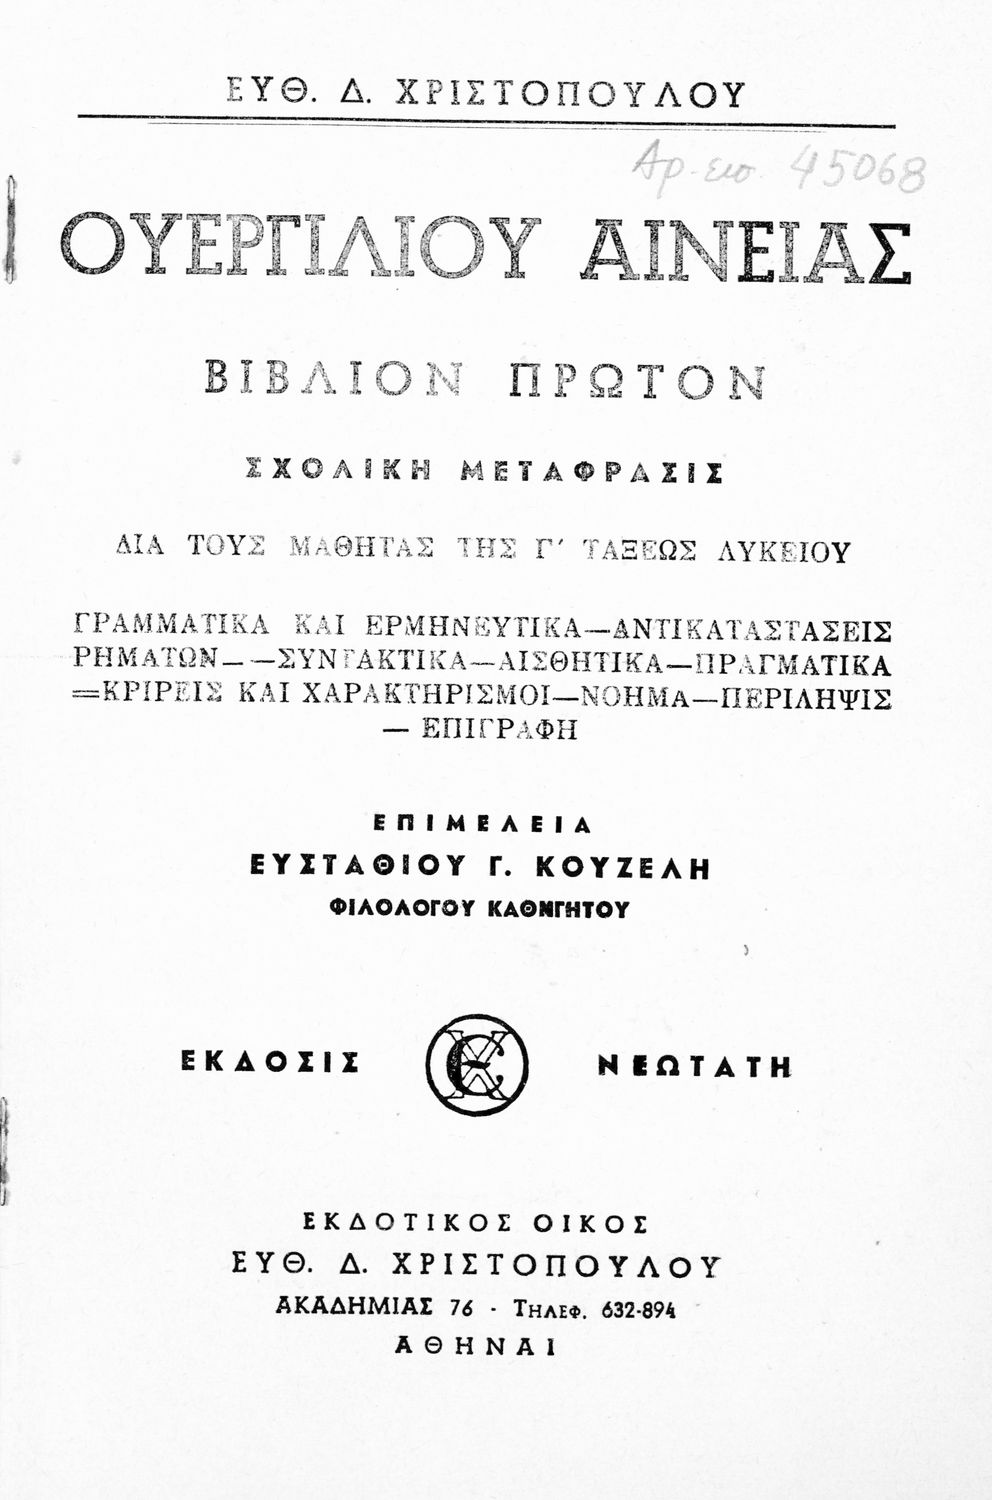 ΕΥΘ. Δ. ΧΡΙΣΤΟΠΟΥΛΟΥ
Αρ. εισ. 45068
ΟΥΕΡΓΙΛΙΟΥ ΑΙΝΕΙΑΣ
ΒΙΒΛΙΟΝ ΠΡΩΤΟΝ
ΣΧΟΛΙΚΗ ΜΕΤΑΦΡΑΣΙΣ
ΔΙΑ ΤΟΥΣ ΜΑΘΗΤΑΣ ΤΗΣ Γ΄ ΤΑΞΕΩΣ ΛΥΚΕΙΟΥ
ΓΡΑΜΜΑΤΙΚΑ ΚΑΙ ΕΡΜΗΝΕΥΤΙΚΑ—ΑΝΤΙΚΑΤΑΣΤΑΣΕΙΣ
ΡΗΜΑΤΩΝ— —ΣΥΝΤΑΚΤΙΚΑ—ΑΙΣΘΗΤΙΚΑ—ΠΡΑΓΜΑΤΙΚΑ
=ΚΡΙΡΕΙΣ ΚΑΙ ΧΑΡΑΚΤΗΡΙΣΜΟΙ—ΝΟΗΜΑ—ΠΕΡΙΛΗΨΙΣ
— ΕΠΙΓΡΑΦΗ
ΕΠΙΜΕΛΕΙΑ
ΕΥΣΤΑΘΙΟΥ Γ. ΚΟΥΖΕΛΗ
ΦΙΛΟΛΟΓΟΥ ΚΑΘΗΓΗΤΟΥ
ΕΚΔΟΣΙΣ ΝΕΩΤΑΤΗ
ΕΚΔΟΤΙΚΟΣ ΟΙΚΟΣ
ΕΥΘ. Δ. ΧΡΙΣΤΟΠΟΥΛΟΥ
ΑΚΑΔΗΜΙΑΣ 76 · ΤΗΛΕΦ. 632-894
ΑΘΗΝΑΙ